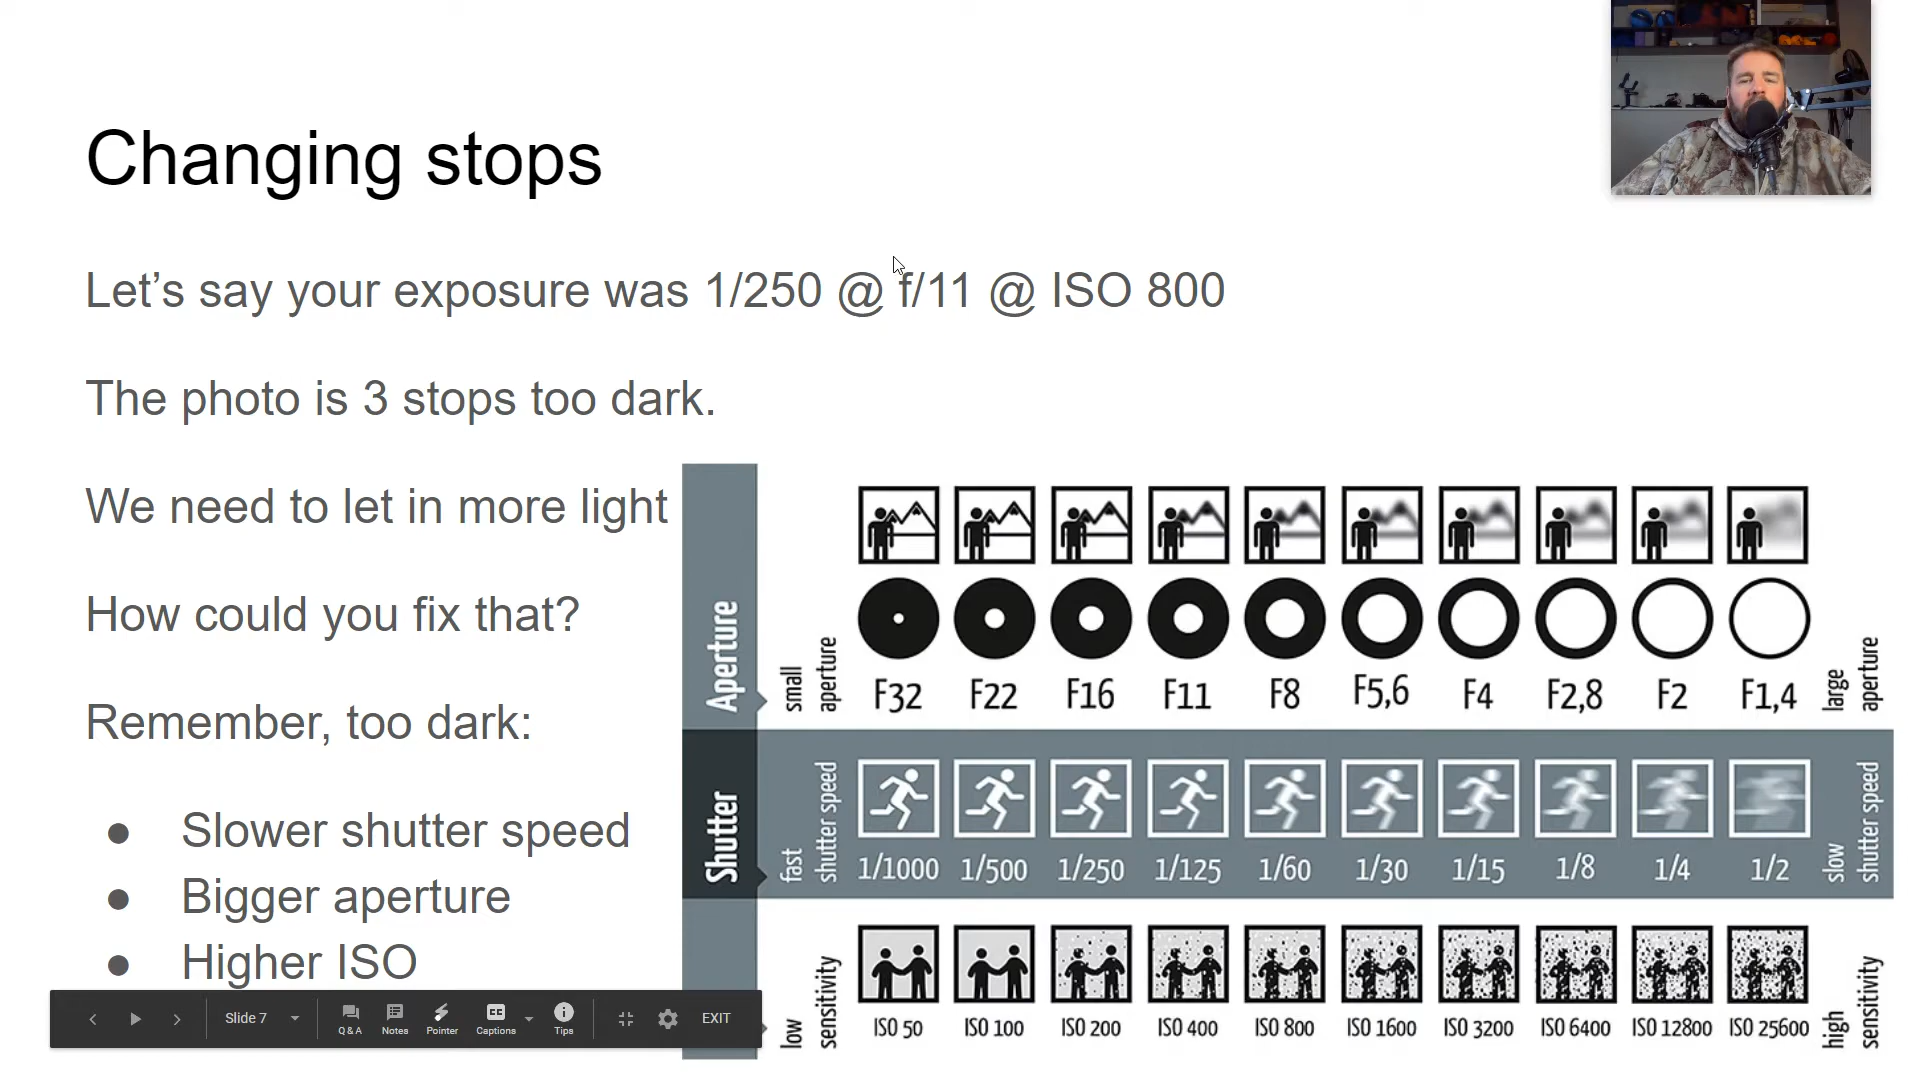 Changing stops
Let’s say your exposure was 1/250 @ f/11 @ ISO 800
The photo is 3 stops too dark.
We need to let in more light
How could you fix that?
Remember, too dark:
● Slower shutter speed
● Bigger aperture
● Higher ISO
Aperture
small
aperture
F32 F22 F16 F11 F8 F5,6 F4 F2,8 F2 F1,4
large
aperture
Shutter
fast
shutter speed
1/1000 1/500 1/250 1/125 1/60 1/30 1/15 1/8 1/4 1/2
slow
shutter speed
low
sensitivity
ISO 50 ISO 100 ISO 200 ISO 400 ISO 800 ISO 1600 ISO 3200 ISO 6400 ISO 12800 ISO 25600
high
sensitivity
Slide 7 Q & A Notes Pointer Captions Tips EXIT